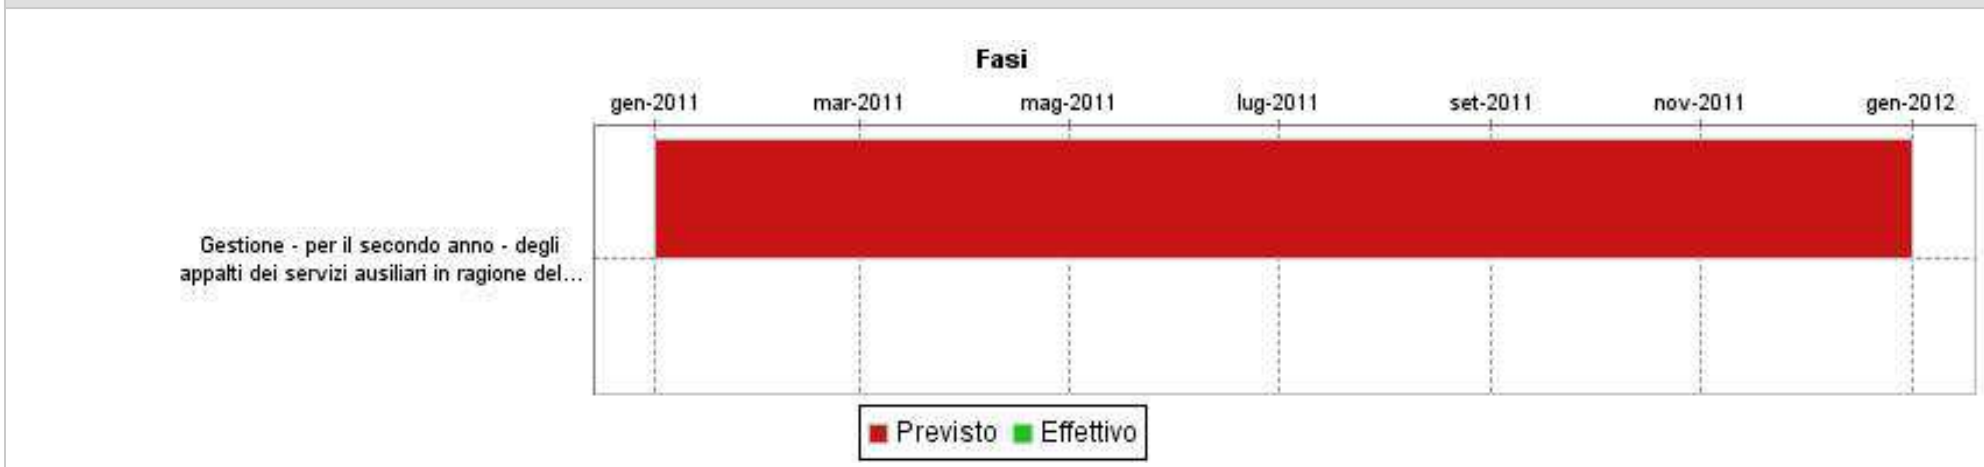 Fasi
gen-2011 mar-2011 mag-2011 lug-2011 set-2011 nov-2011 gen-2012
Gestione - per il secondo anno - degli
appalti dei servizi ausiliari in ragione del...
Previsto Effettivo